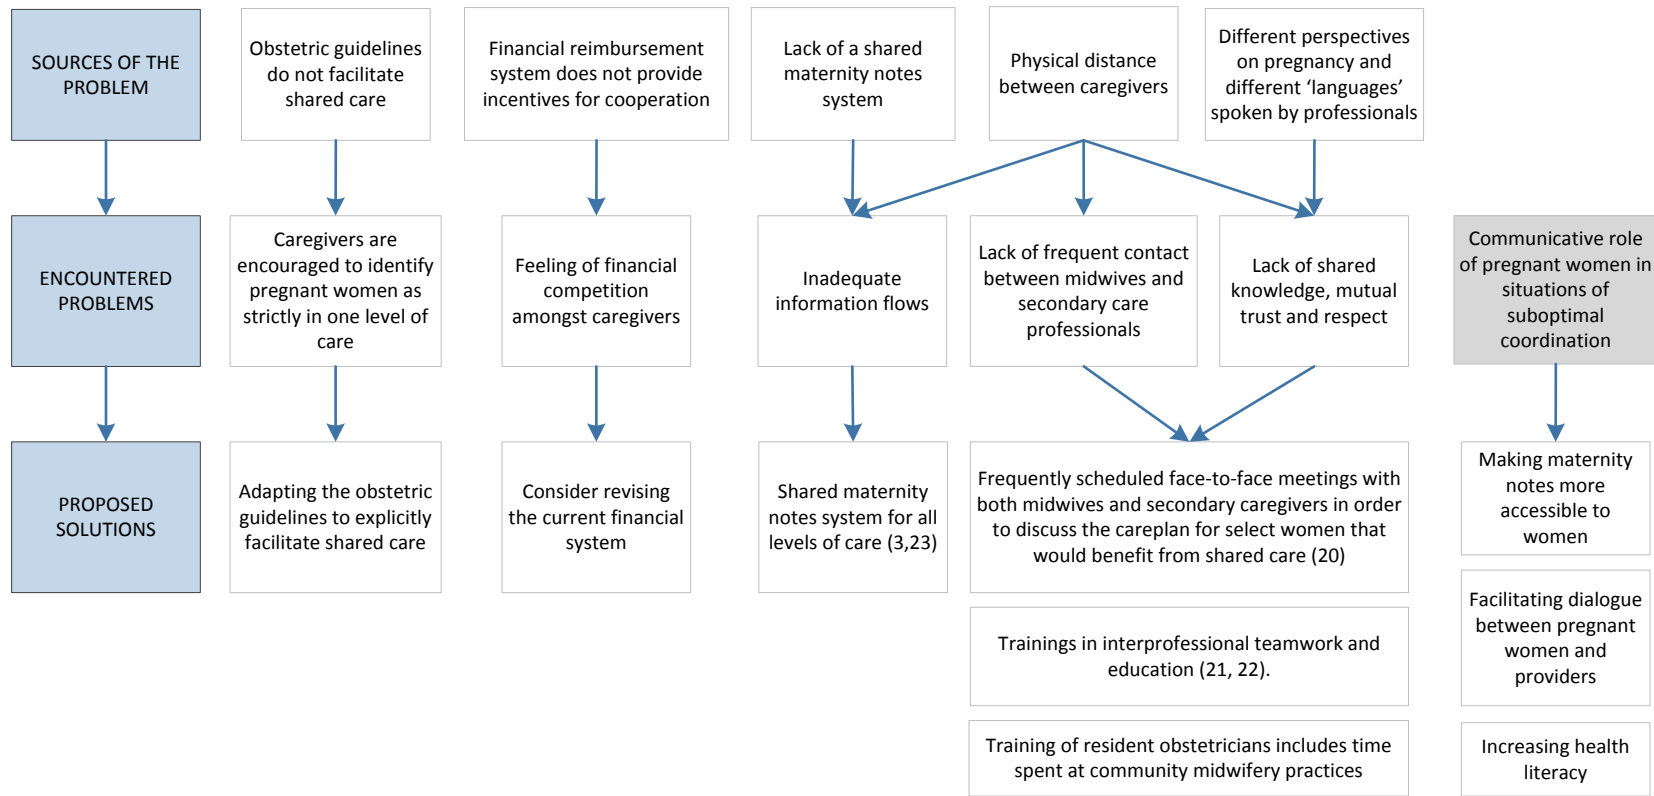 SOURCES OF THE
PROBLEM
Obstetric guidelines
do not facilitate
shared care
Financial reimbursement
system does not provide
incentives for cooperation
Lack of a shared
maternity notes
system
Physical distance
between caregivers
Different perspectives
on pregnancy and
different ‘languages’
spoken by professionals
ENCOUNTERED
PROBLEMS
Caregivers are
encouraged to identify
pregnant women as
strictly in one level of
care
Feeling of financial
competition
amongst caregivers
Inadequate
information flows
Lack of frequent contact
between midwives and
secondary care
professionals
Lack of shared
knowledge, mutual
trust and respect
Communicative role
of pregnant women in
situations of
suboptimal
coordination
PROPOSED
SOLUTIONS
Adapting the obstetric
guidelines to explicitly
facilitate shared care
Consider revising
the current financial
system
Shared maternity
notes system for all
levels of care (3,23)
Frequently scheduled face-to-face meetings with
both midwives and secondary caregivers in order
to discuss the careplan for select women that
would benefit from shared care (20)
Making maternity
notes more
accessible to
women
Trainings in interprofessional teamwork and
education (21, 22).
Facilitating dialogue
between pregnant
women and
providers
Training of resident obstetricians includes time
spent at community midwifery practices
Increasing health
literacy